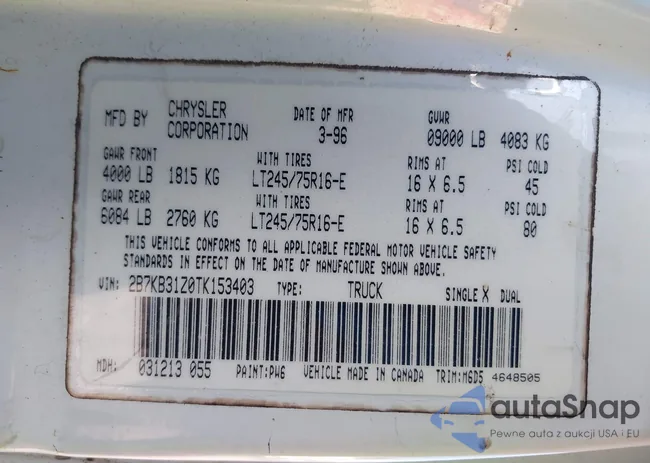 MFD BY CHRYSLER CORPORATION DATE OF MFR 3-96 GVWR 09000 LB 4083 KG
GAWR FRONT WITH TIRES RIMS AT PSI COLD
4000 LB 1815 KG LT245/75R16-E 16 X 6.5 45
GAWR REAR WITH TIRES RIMS AT PSI COLD
6084 LB 2760 KG LT245/75R16-E 16 X 6.5 80
THIS VEHICLE CONFORMS TO ALL APPLICABLE FEDERAL MOTOR VEHICLE SAFETY
STANDARDS IN EFFECT ON THE DATE OF MANUFACTURE SHOWN ABOVE.
VIN: 2B7KB31Z0TK153403 TYPE: TRUCK SINGLE X DUAL
MDH: 031213 055 PAINT:PW6 VEHICLE MADE IN CANADA TRIM:M6D5 4648505
autaSnap
Pewne auta z aukcji USA i EU